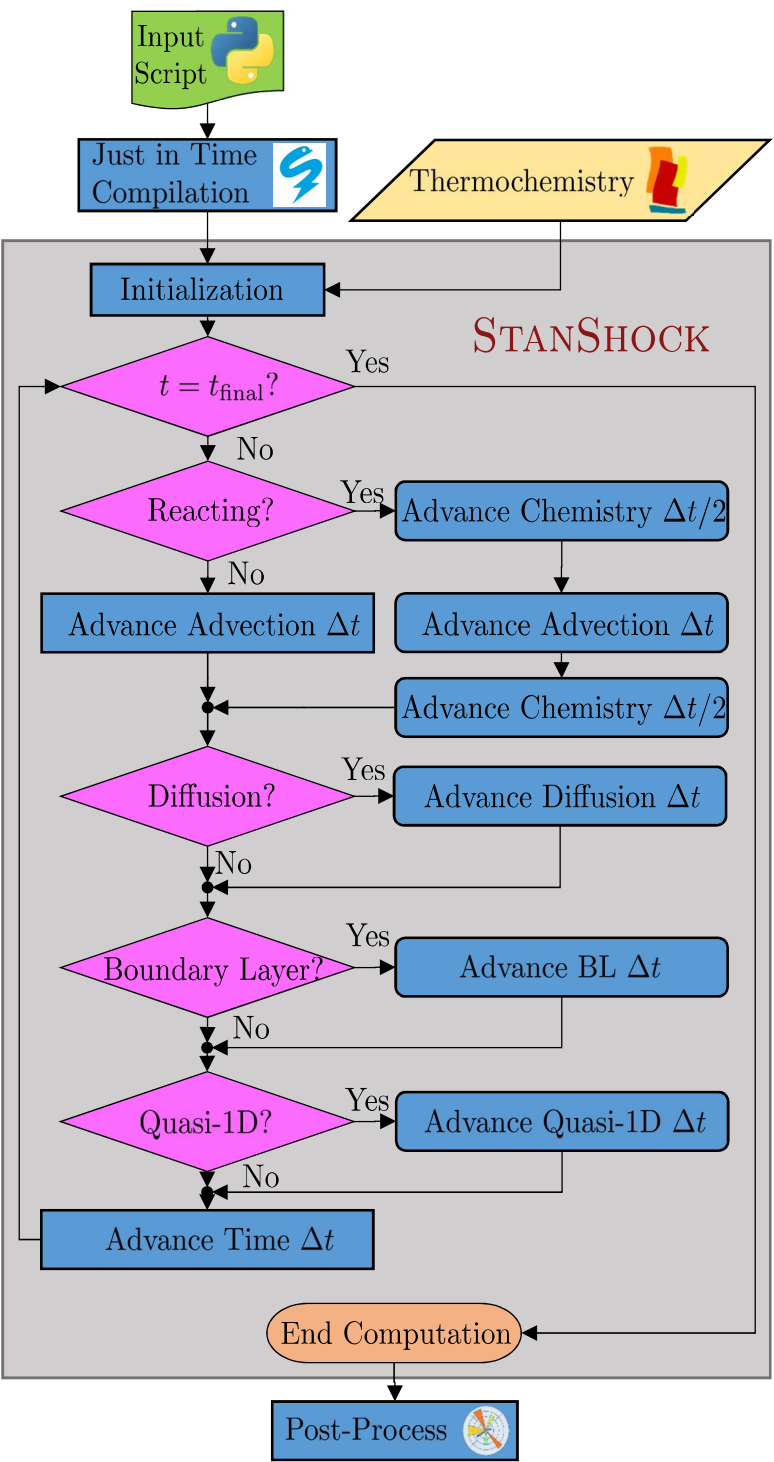 Input
Script
Just in Time
Compilation
Thermochemistry
Initialization
STANSHOCK
t = t_final?
Yes
No
Reacting?
Yes
Advance Chemistry Δt/2
No
Advance Advection Δt
Advance Advection Δt
Advance Chemistry Δt/2
Diffusion?
Yes
Advance Diffusion Δt
No
Boundary Layer?
Yes
Advance BL Δt
No
Quasi-1D?
Yes
Advance Quasi-1D Δt
No
Advance Time Δt
End Computation
Post-Process